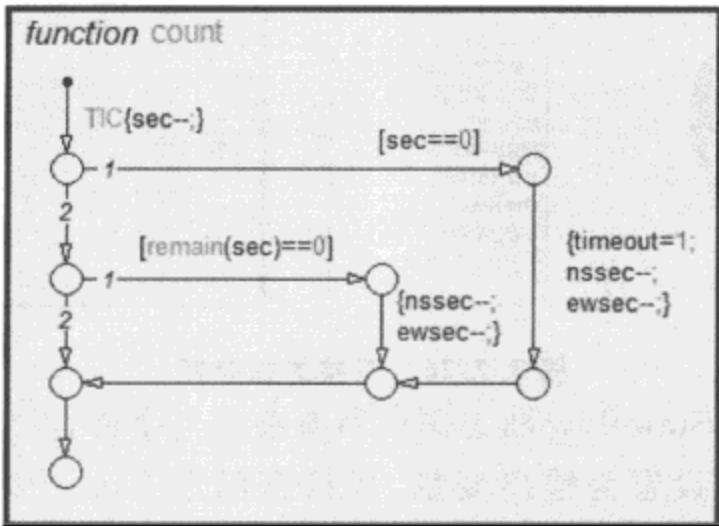 function count
TIC{sec--;}
1
[sec==0]
2
{timeout=1;
nssec--;
ewsec--;}
1
[remain(sec)==0]
2
{nssec--;
ewsec--;}